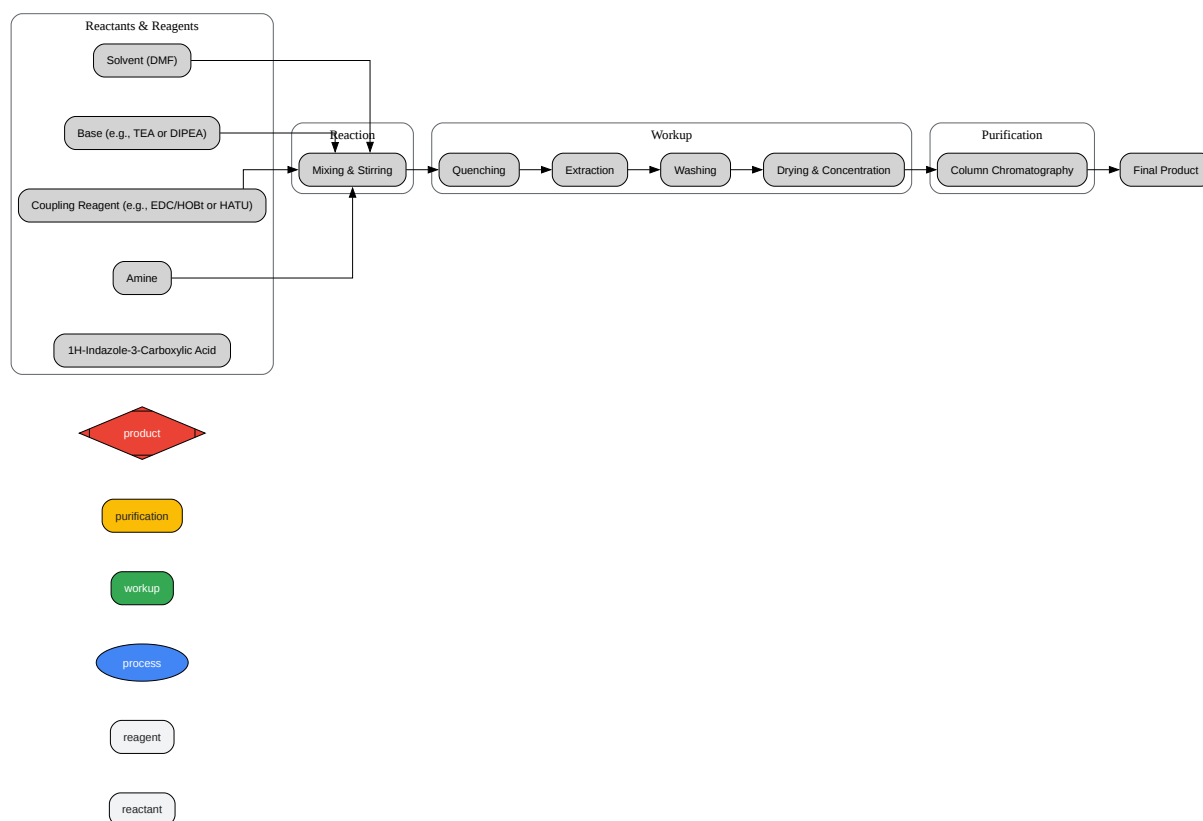 Reactants & Reagents
Solvent (DMF)
Base (e.g., TEA or DIPEA)
Coupling Reagent (e.g., EDC/HOBt or HATU)
Amine
1H-Indazole-3-Carboxylic Acid
Reaction
Mixing & Stirring
Workup
Quenching
Extraction
Washing
Drying & Concentration
Purification
Column Chromatography
Final Product
product
purification
workup
process
reagent
reactant